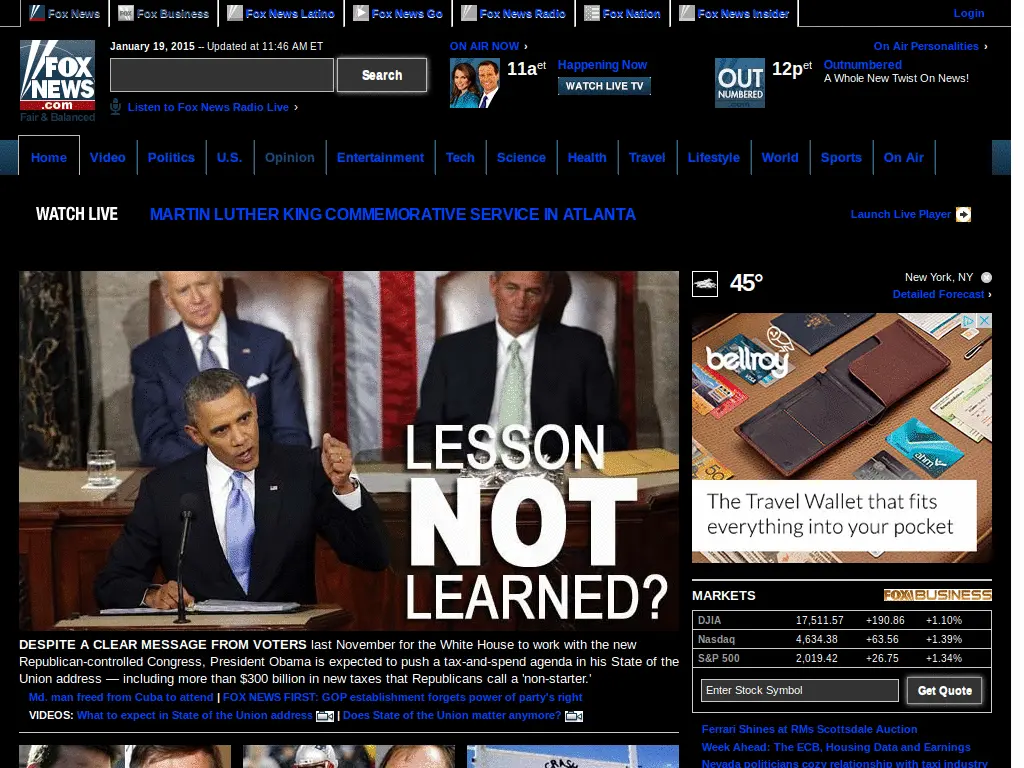 Fox News
Fox Business
Fox News Latino
Fox News Go
Fox News Radio
Fox Nation
Fox News Insider
Login
FOX
NEWS
.com
Fair & Balanced
January 19, 2015 – Updated at 11:46 AM ET
Search
Listen to Fox News Radio Live ›
ON AIR NOW ›
11a et
Happening Now
WATCH LIVE TV
On Air Personalities ›
OUT
NUMBERED
12p et
Outnumbered
A Whole New Twist On News!
Home
Video
Politics
U.S.
Opinion
Entertainment
Tech
Science
Health
Travel
Lifestyle
World
Sports
On Air
WATCH LIVE
MARTIN LUTHER KING COMMEMORATIVE SERVICE IN ATLANTA
Launch Live Player
LESSON
NOT
LEARNED?
DESPITE A CLEAR MESSAGE FROM VOTERS last November for the White House to work with the new
Republican-controlled Congress, President Obama is expected to push a tax-and-spend agenda in his State of the
Union address — including more than $300 billion in new taxes that Republicans call a 'non-starter.'
Md. man freed from Cuba to attend | FOX NEWS FIRST: GOP establishment forgets power of party's right
VIDEOS: What to expect in State of the Union address | Does State of the Union matter anymore?
CRASH
45°
New York, NY
Detailed Forecast ›
bellroy
ahm
50
The Travel Wallet that fits
everything into your pocket
MARKETS
FOX BUSINESS
DJIA 17,511.57 +190.86 +1.10%
Nasdaq 4,634.38 +63.56 +1.39%
S&P 500 2,019.42 +26.75 +1.34%
Enter Stock Symbol
Get Quote
Ferrari Shines at RMs Scottsdale Auction
Week Ahead: The ECB, Housing Data and Earnings
Nevada politicians cozy relationship with taxi industry